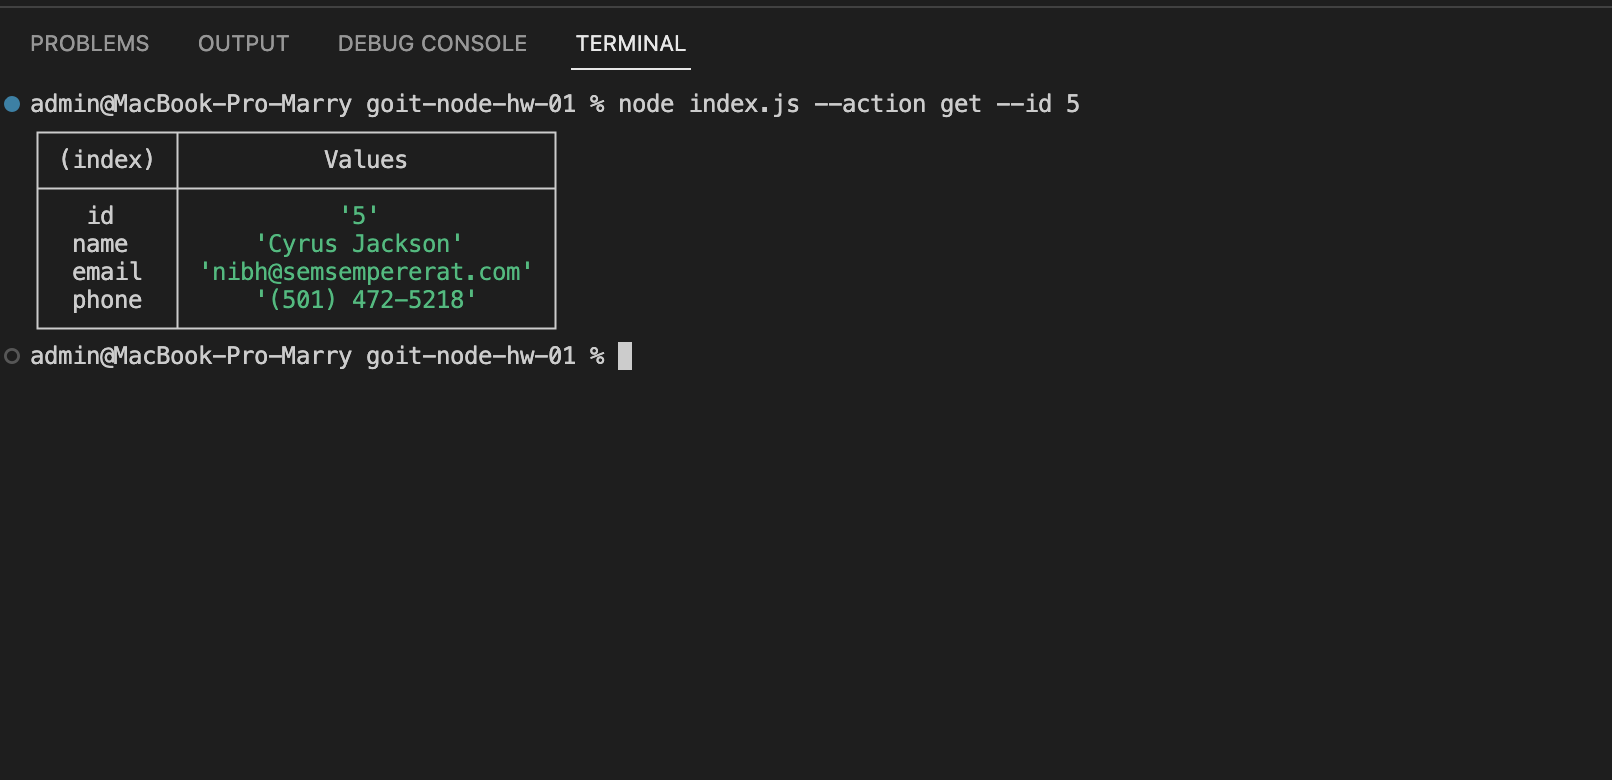 PROBLEMS OUTPUT DEBUG CONSOLE TERMINAL
admin@MacBook-Pro-Marry goit-node-hw-01 % node index.js --action get --id 5
(index) Values
id '5'
name 'Cyrus Jackson'
email 'nibh@semsempererat.com'
phone '(501) 472-5218'
admin@MacBook-Pro-Marry goit-node-hw-01 %